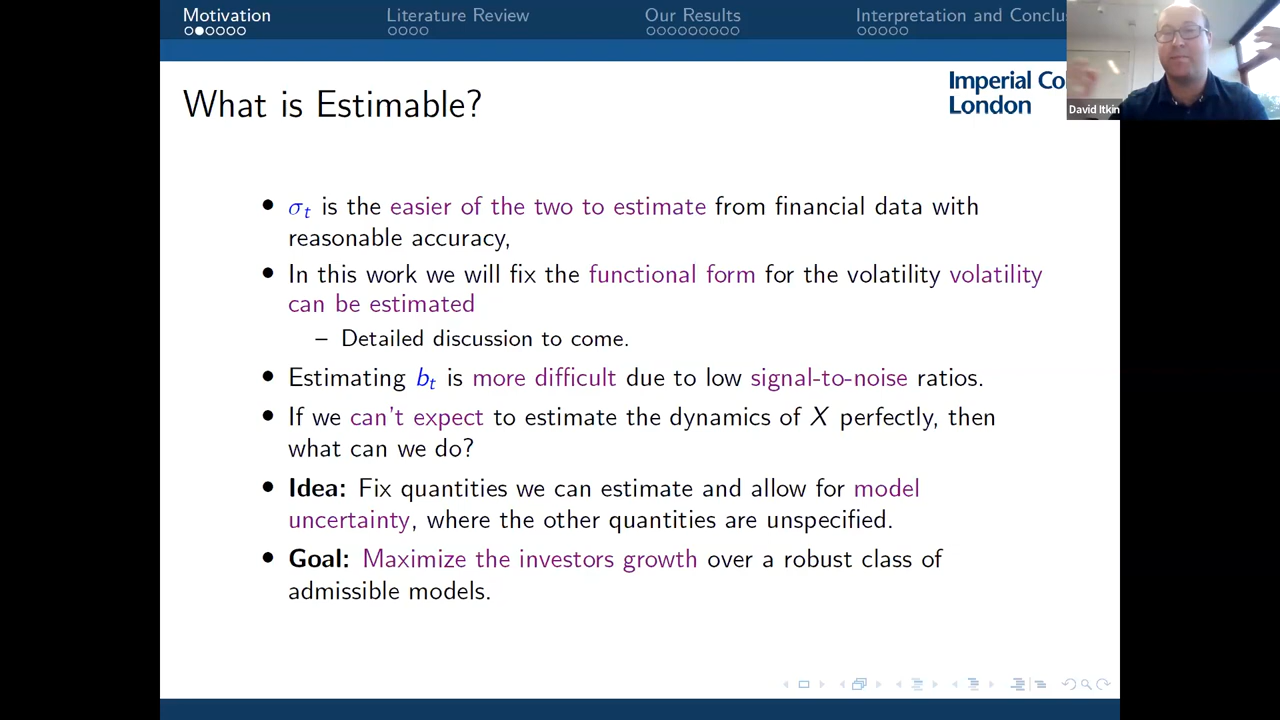 Motivation
Literature Review
Our Results
Interpretation and Conclu
Imperial Co
London
David Itkin
What is Estimable?
• σt is the easier of the two to estimate from financial data with
reasonable accuracy,
• In this work we will fix the functional form for the volatility volatility
can be estimated
– Detailed discussion to come.
• Estimating bt is more difficult due to low signal-to-noise ratios.
• If we can't expect to estimate the dynamics of X perfectly, then
what can we do?
• Idea: Fix quantities we can estimate and allow for model
uncertainty, where the other quantities are unspecified.
• Goal: Maximize the investors growth over a robust class of
admissible models.